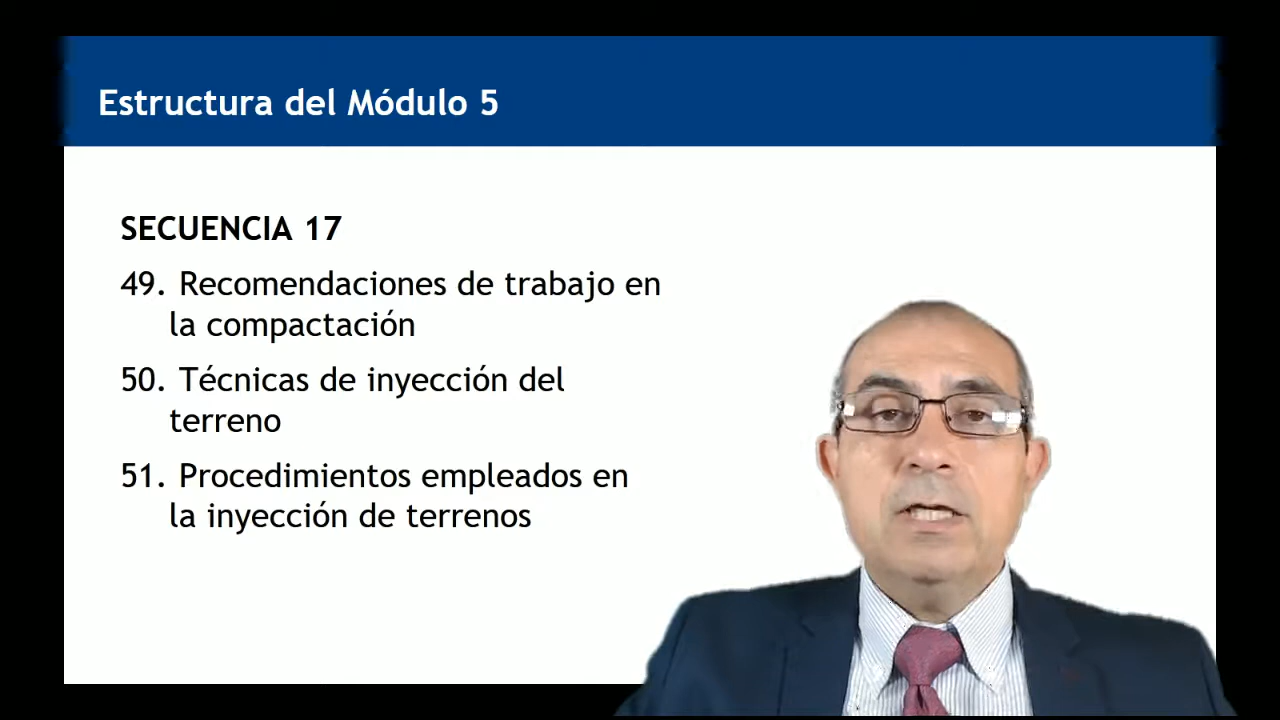 Estructura del Módulo 5
SECUENCIA 17
49. Recomendaciones de trabajo en
la compactación
50. Técnicas de inyección del
terreno
51. Procedimientos empleados en
la inyección de terrenos